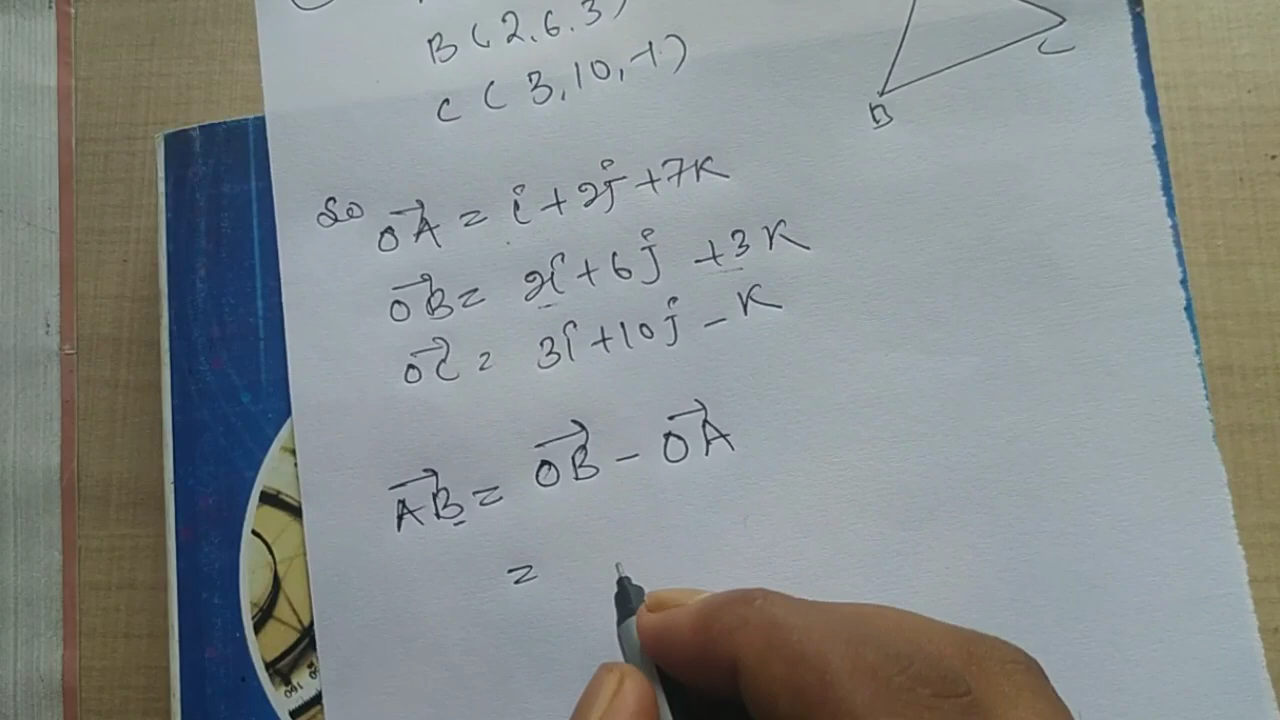 B (2, 6, 3)
C (3, 10, -1)
C
B
So OA = i + 2j + 7K
OB = 2i + 6j + 3K
OC = 3i + 10j - K
AB = OB - OA
=
160